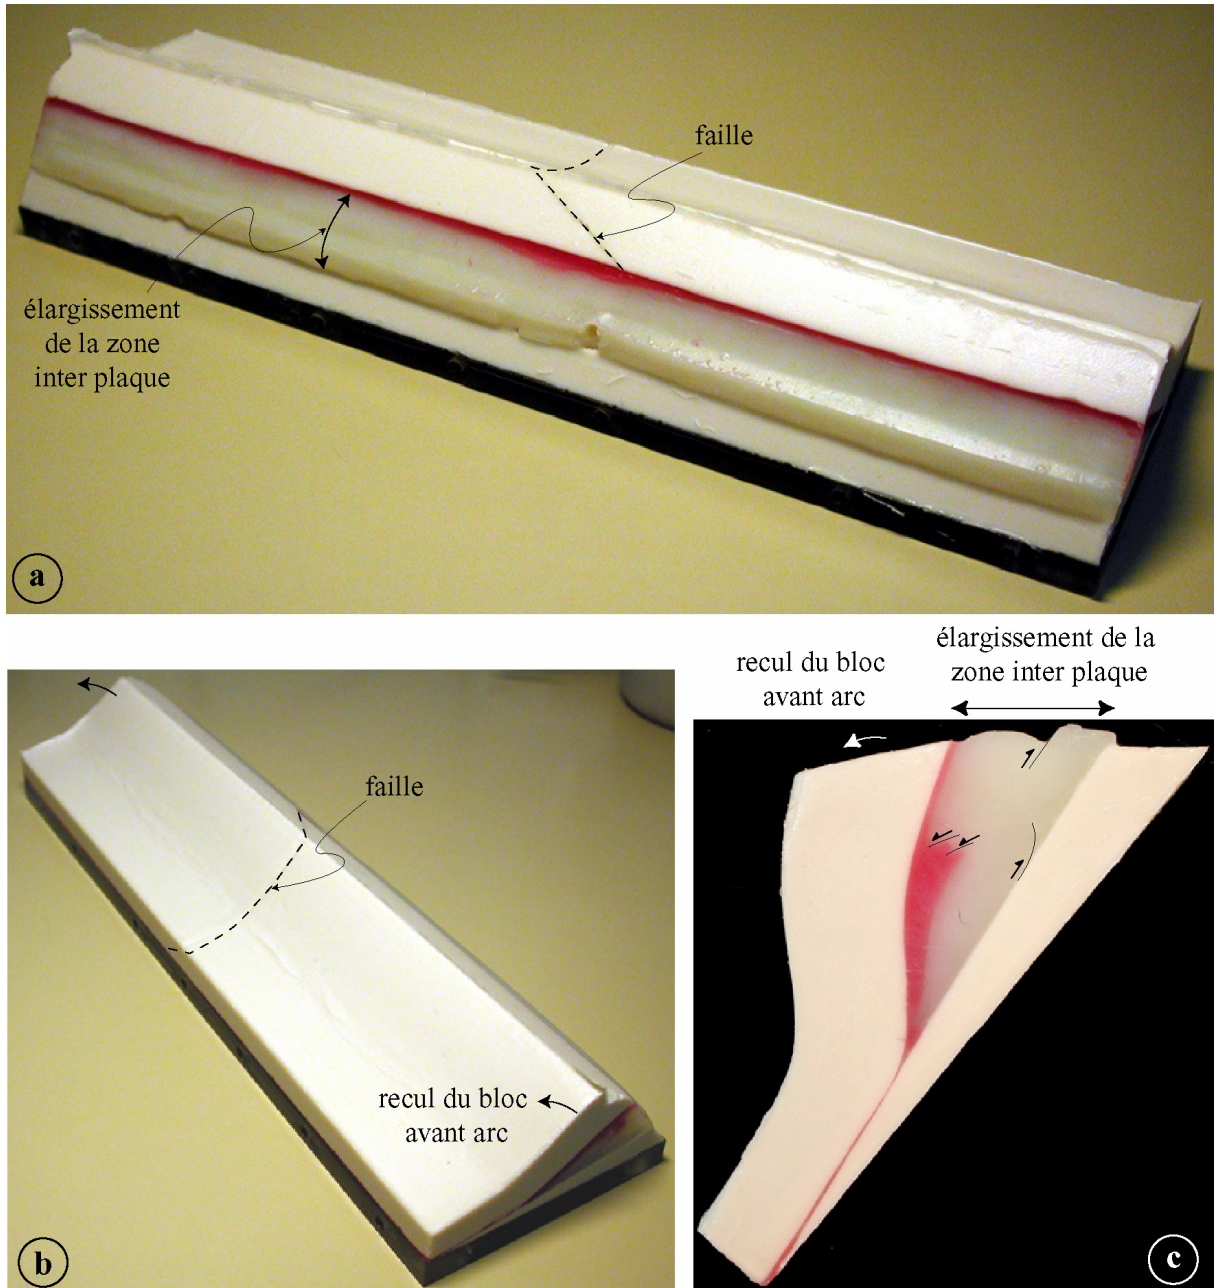 faille
élargissement
de la zone
inter plaque
a
recul du bloc
avant arc
élargissement de la
zone inter plaque
faille
recul du bloc
avant arc
b
c